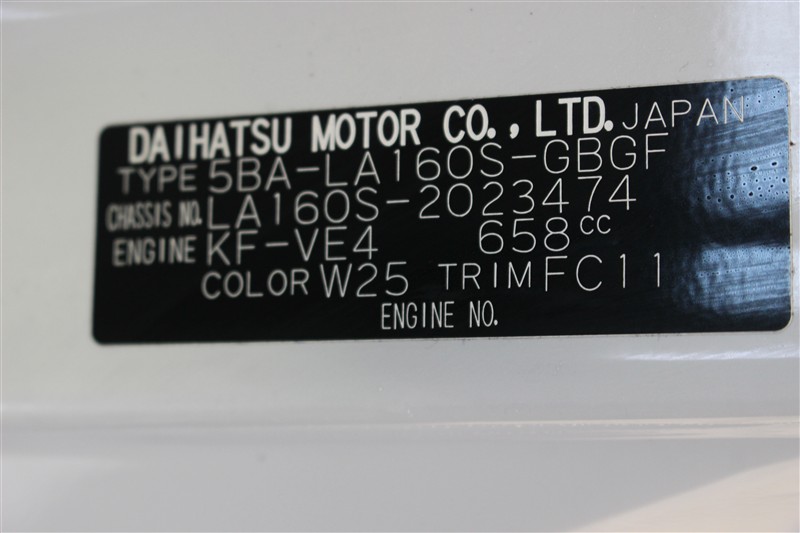 DAIHATSU MOTOR CO., LTD. JAPAN
TYPE 5BA-LA160S-GBGF
CHASSIS NO. LA160S-2023474
ENGINE KF-VE4 658cc
COLOR W25 TRIM FC11
ENGINE NO.